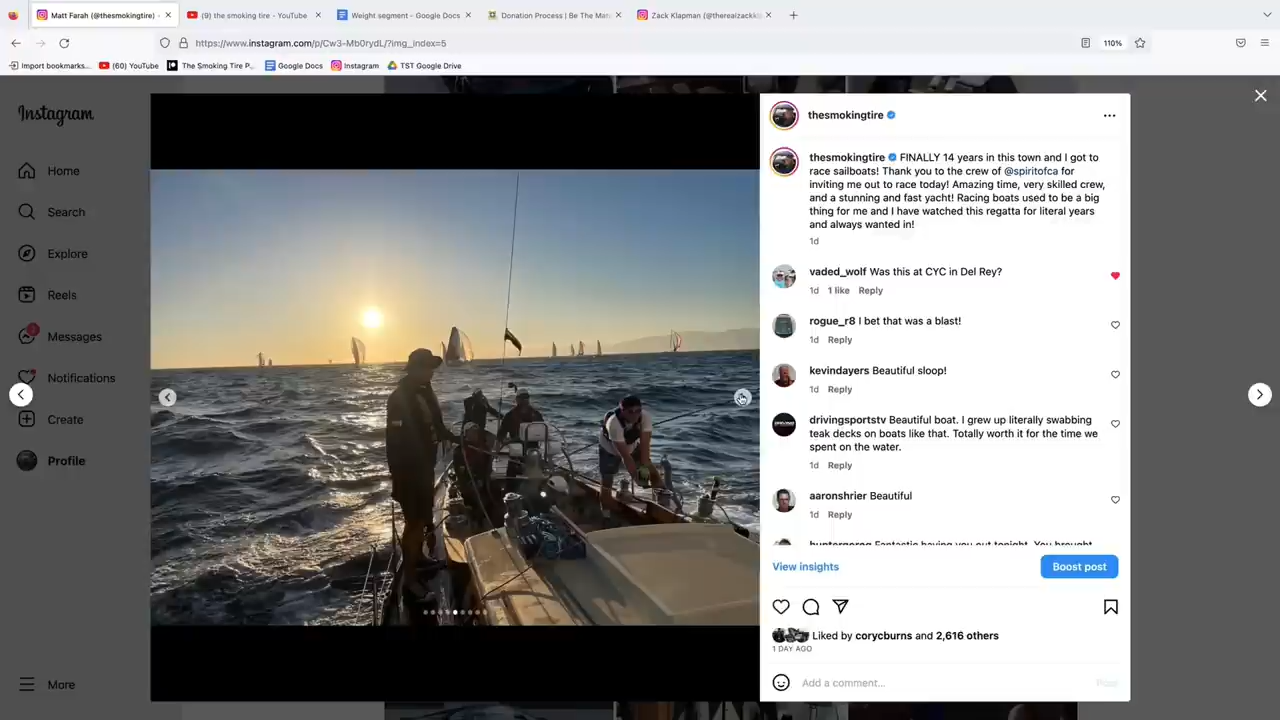 Matt Farah (@thesmokingtire) -
(9) the smoking tire - YouTube
Weight segment - Google Docs
Donation Process | Be The Mat
Zack Klapman (@therealzackk
https://www.instagram.com/p/Cw3-Mb0rydL/?img_index=5
110%
Import bookmarks...
(60) YouTube
The Smoking Tire P...
Google Docs
Instagram
TST Google Drive
Instagram
Home
Search
Explore
Reels
Messages
Notifications
Create
Profile
More
thesmokingtire
thesmokingtire FINALLY 14 years in this town and I got to
race sailboats! Thank you to the crew of @spiritofca for
inviting me out to race today! Amazing time, very skilled crew,
and a stunning and fast yacht! Racing boats used to be a big
thing for me and I have watched this regatta for literal years
and always wanted in!
1d
vaded_wolf Was this at CYC in Del Rey?
1d 1 like Reply
rogue_r8 I bet that was a blast!
1d Reply
kevindayers Beautiful sloop!
1d Reply
drivingsportstv Beautiful boat. I grew up literally swabbing
teak decks on boats like that. Totally worth it for the time we
spent on the water.
1d Reply
aaronshrier Beautiful
1d Reply
Fantastic having you out tonight. You brought
View insights
Boost post
Liked by corycburns and 2,616 others
1 DAY AGO
Add a comment...
Post